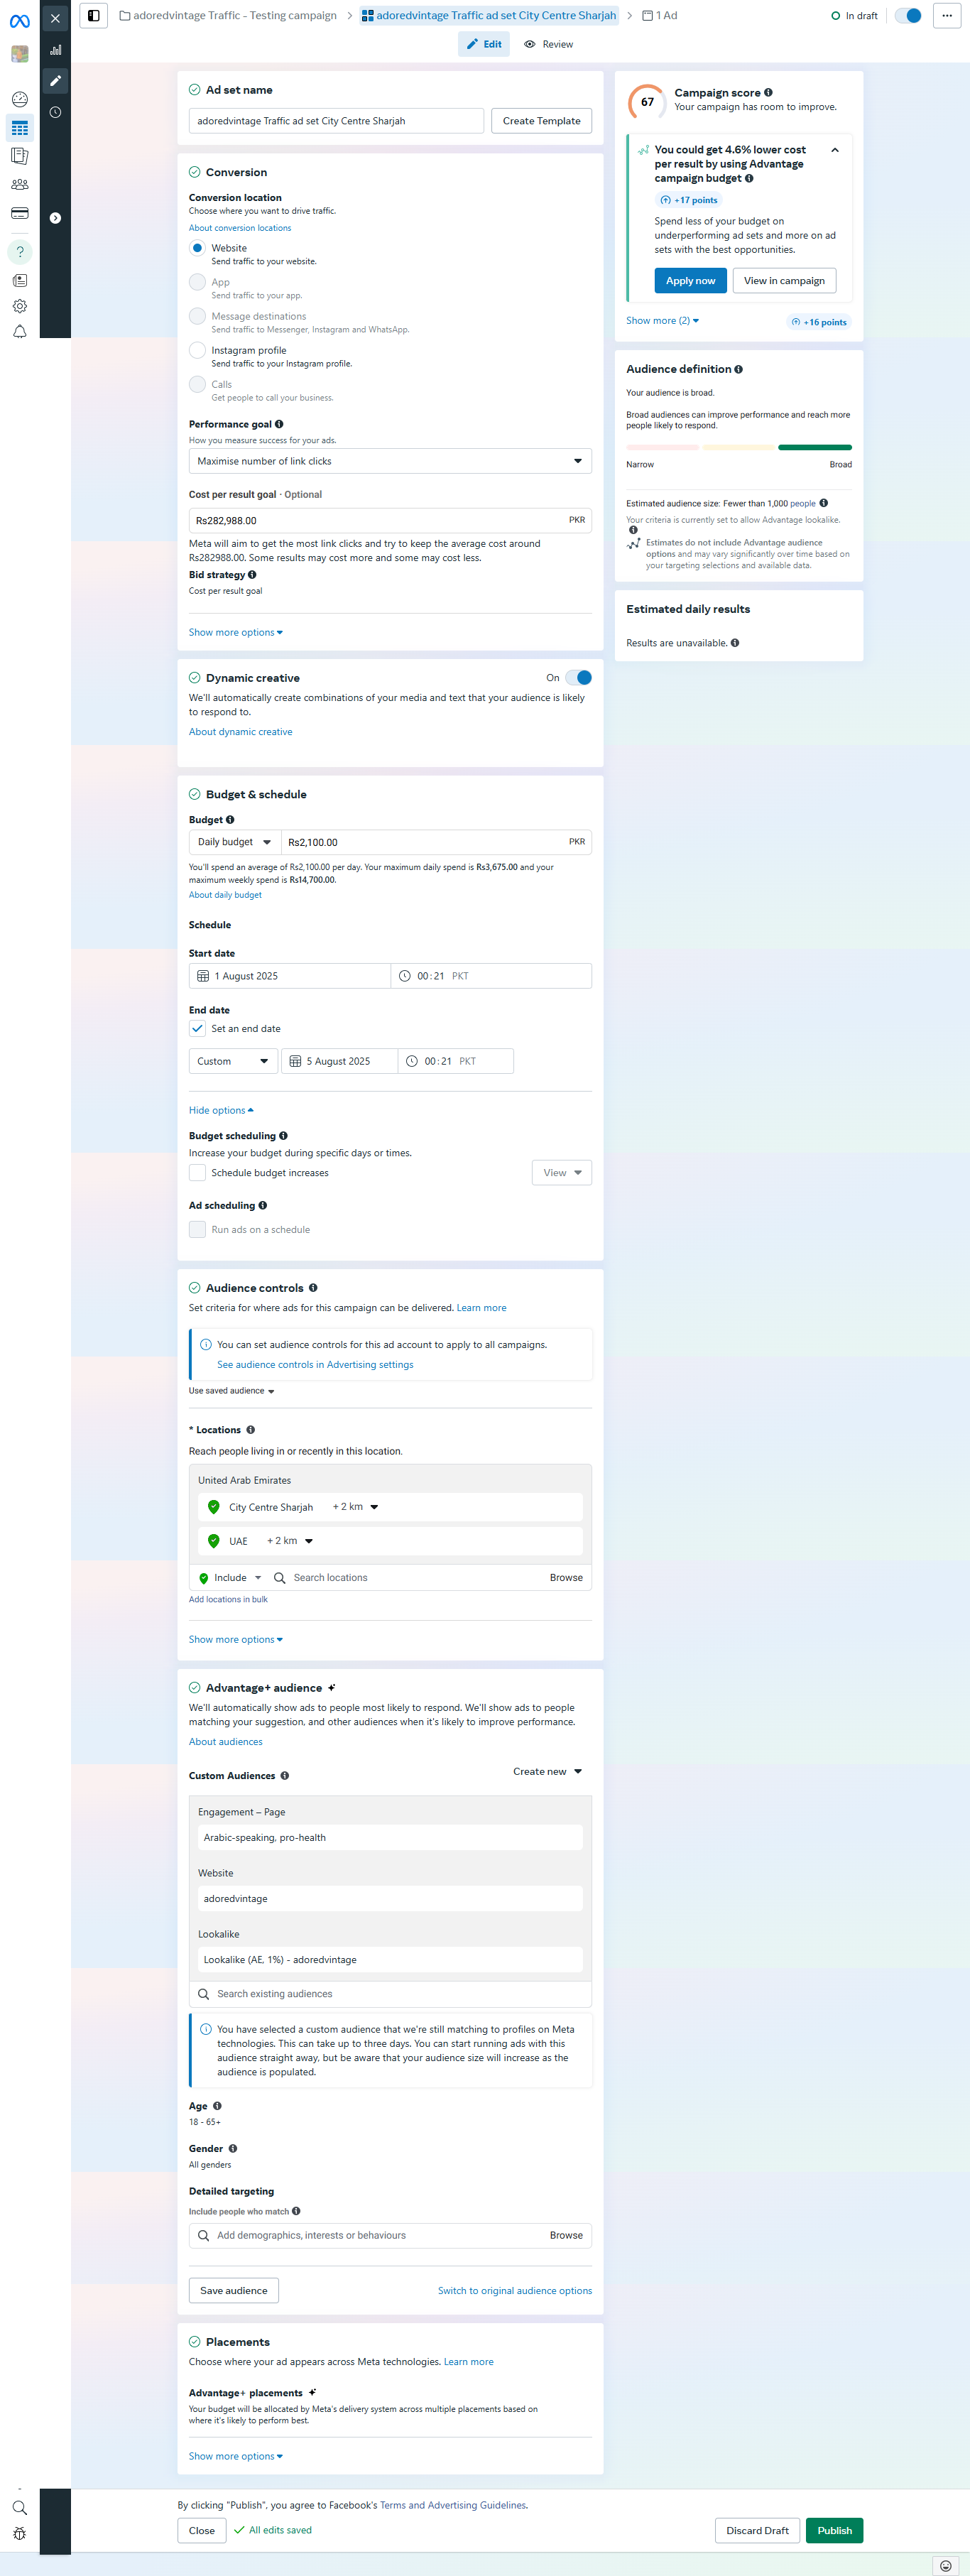 adoredvintage Traffic - Testing campaign
adoredvintage Traffic ad set City Centre Sharjah
1 Ad
In draft
Edit
Review
Ad set name
adoredvintage Traffic ad set City Centre Sharjah
Create Template
Conversion
Conversion location
Choose where you want to drive traffic.
About conversion locations
Website
Send traffic to your website.
App
Send traffic to your app.
Message destinations
Send traffic to Messenger, Instagram and WhatsApp.
Instagram profile
Send traffic to your Instagram profile.
Calls
Get people to call your business.
Performance goal
How you measure success for your ads.
Maximise number of link clicks
Cost per result goal · Optional
Rs282,988.00
PKR
Meta will aim to get the most link clicks and try to keep the average cost around
Rs282988.00. Some results may cost more and some may cost less.
Bid strategy
Cost per result goal
Show more options
Dynamic creative
On
We'll automatically create combinations of your media and text that your audience is likely
to respond to.
About dynamic creative
Budget & schedule
Budget
Daily budget
Rs2,100.00
PKR
You'll spend an average of Rs2,100.00 per day. Your maximum daily spend is Rs3,675.00 and your
maximum weekly spend is Rs14,700.00.
About daily budget
Schedule
Start date
1 August 2025
00:21 PKT
End date
Set an end date
Custom
5 August 2025
00:21 PKT
Hide options
Budget scheduling
Increase your budget during specific days or times.
Schedule budget increases
View
Ad scheduling
Run ads on a schedule
Audience controls
Set criteria for where ads for this campaign can be delivered. Learn more
You can set audience controls for this ad account to apply to all campaigns.
See audience controls in Advertising settings
Use saved audience
* Locations
Reach people living in or recently in this location.
United Arab Emirates
City Centre Sharjah + 2 km
UAE + 2 km
Include
Search locations
Browse
Add locations in bulk
Show more options
Advantage+ audience
We'll automatically show ads to people most likely to respond. We'll show ads to people
matching your suggestion, and other audiences when it's likely to improve performance.
About audiences
Custom Audiences
Create new
Engagement – Page
Arabic-speaking, pro-health
Website
adoredvintage
Lookalike
Lookalike (AE, 1%) - adoredvintage
Search existing audiences
You have selected a custom audience that we're still matching to profiles on Meta
technologies. This can take up to three days. You can start running ads with this
audience straight away, but be aware that your audience size will increase as the
audience is populated.
Age
18 - 65+
Gender
All genders
Detailed targeting
Include people who match
Add demographics, interests or behaviours
Browse
Save audience
Switch to original audience options
Placements
Choose where your ad appears across Meta technologies. Learn more
Advantage+ placements
Your budget will be allocated by Meta's delivery system across multiple placements based on
where it's likely to perform best.
Show more options
67
Campaign score
Your campaign has room to improve.
You could get 4.6% lower cost
per result by using Advantage
campaign budget
+17 points
Spend less of your budget on
underperforming ad sets and more on ad
sets with the best opportunities.
Apply now
View in campaign
Show more (2)
+16 points
Audience definition
Your audience is broad.
Broad audiences can improve performance and reach more
people likely to respond.
Narrow
Broad
Estimated audience size: Fewer than 1,000 people
Your criteria is currently set to allow Advantage lookalike.
Estimates do not include Advantage audience
options and may vary significantly over time based on
your targeting selections and available data.
Estimated daily results
Results are unavailable.
By clicking "Publish", you agree to Facebook's Terms and Advertising Guidelines.
Close
All edits saved
Discard Draft
Publish